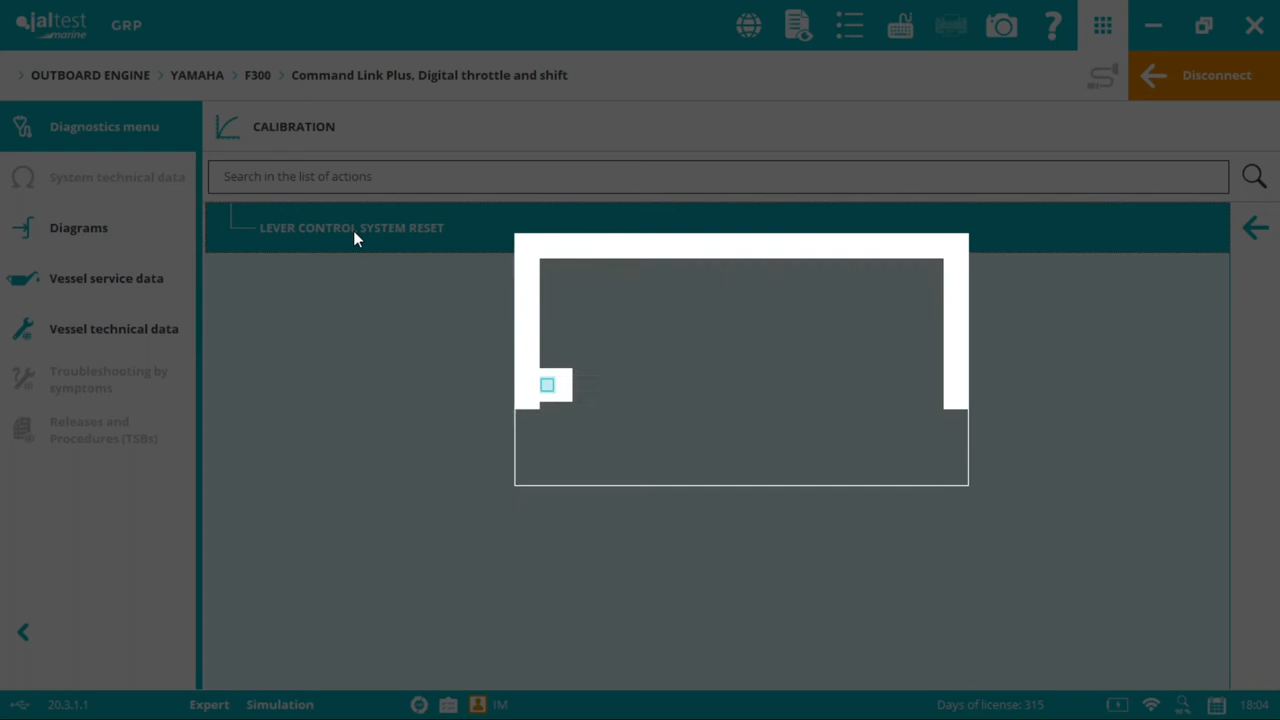 jaltest
marine
GRP
OUTBOARD ENGINE > YAMAHA > F300 > Command Link Plus, Digital throttle and shift
Disconnect
Diagnostics menu
System technical data
Diagrams
Vessel service data
Vessel technical data
Troubleshooting by
symptoms
Releases and
Procedures (TSBs)
CALIBRATION
Search in the list of actions
LEVER CONTROL SYSTEM RESET
20.3.1.1
Expert
Simulation
IM
Days of license: 315
18:04